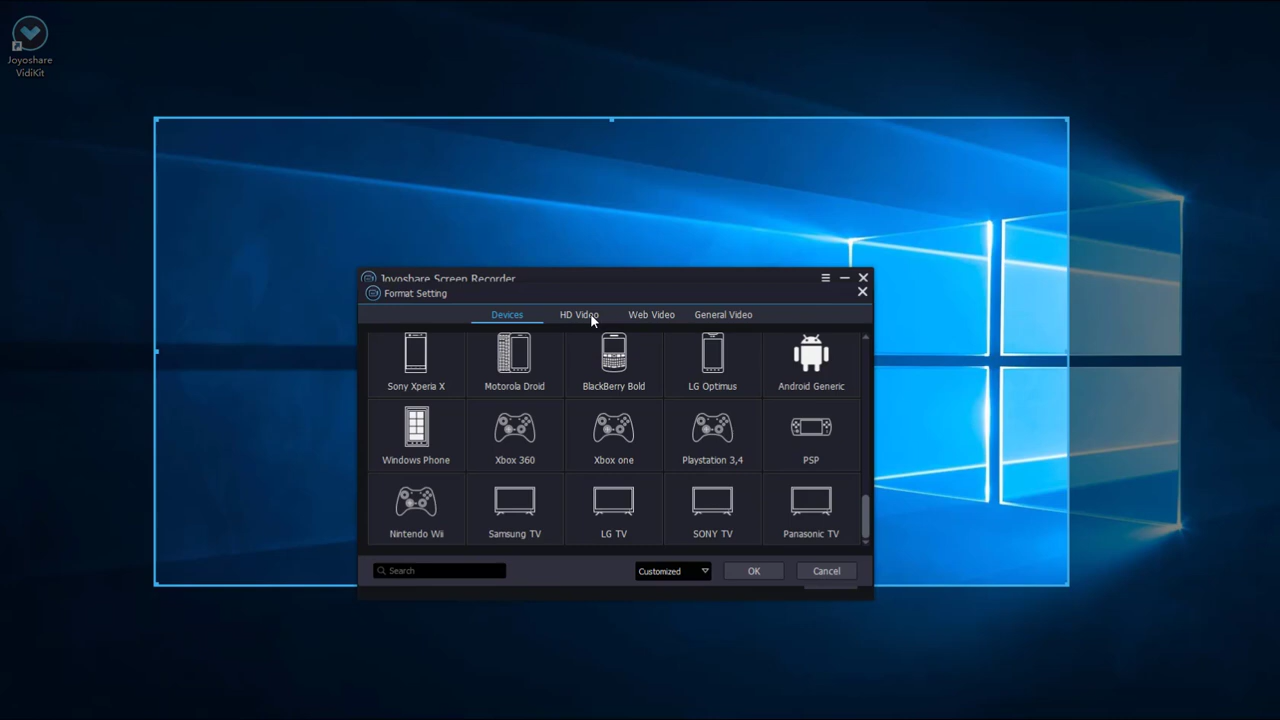 Joyoshare
VidiKit
Joyoshare Screen Recorder
Format Setting
Devices HD Video Web Video General Video
Sony Xperia X Motorola Droid BlackBerry Bold LG Optimus Android Generic
Windows Phone Xbox 360 Xbox one Playstation 3,4 PSP
Nintendo Wii Samsung TV LG TV SONY TV Panasonic TV
Search Customized OK Cancel